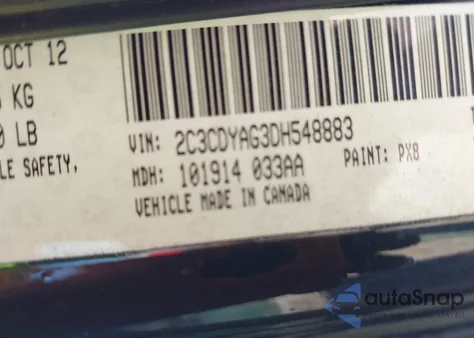 OCT 12
KG
LB
LE SAFETY,
VIN: 2C3CDYAG3DH548883
MDH: 101914 033AA PAINT: PX8
VEHICLE MADE IN CANADA
autoSnap